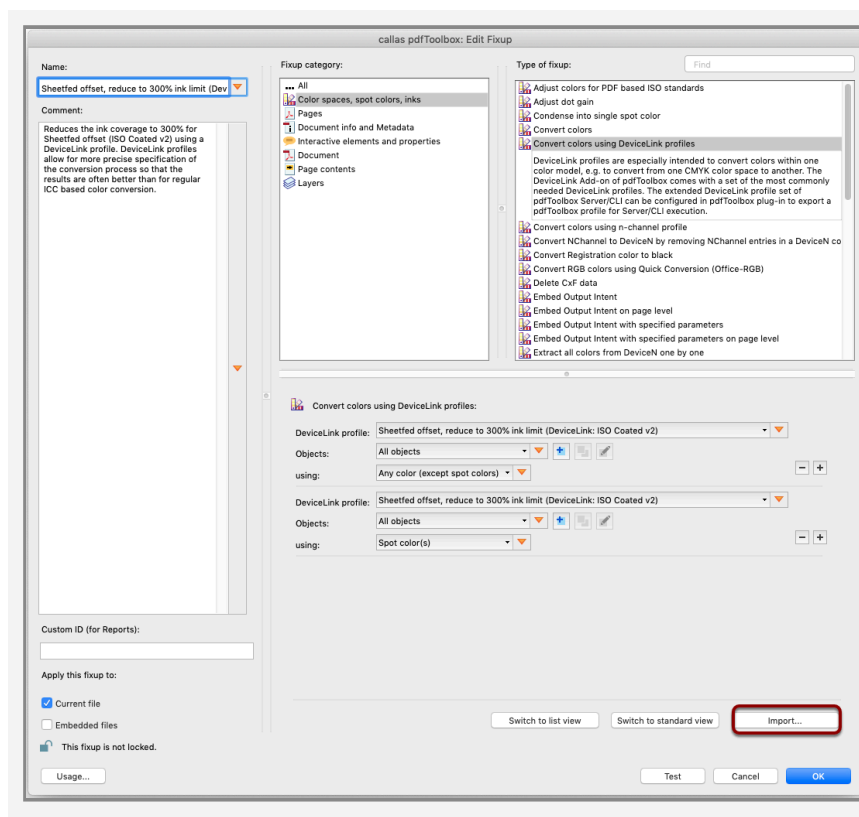 callas pdfToolbox: Edit Fixup
Name:
Sheetfed offset, reduce to 300% ink limit (Dev
Comment:
Reduces the ink coverage to 300% for
Sheetfed offset (ISO Coated v2) using a
DeviceLink profile. DeviceLink profiles
allow for more precise specification of
the conversion process so that the
results are often better than for regular
ICC based color conversion.
Custom ID (for Reports):
Apply this fixup to:
Current file
Embedded files
This fixup is not locked.
Usage...
Fixup category:
All
Color spaces, spot colors, inks
Pages
Document info and Metadata
Interactive elements and properties
Document
Page contents
Layers
Type of fixup:
Find
Adjust colors for PDF based ISO standards
Adjust dot gain
Condense into single spot color
Convert colors
Convert colors using DeviceLink profiles
DeviceLink profiles are especially intended to convert colors within one
color model, e.g. to convert from one CMYK color space to another. The
DeviceLink Add-on of pdfToolbox comes with a set of the most commonly
needed DeviceLink profiles. The extended DeviceLink profile set of
pdfToolbox Server/CLI can be configured in pdfToolbox plug-in to export a
pdfToolbox profile for Server/CLI execution.
Convert colors using n-channel profile
Convert NChannel to DeviceN by removing NChannel entries in a DeviceN co
Convert Registration color to black
Convert RGB colors using Quick Conversion (Office-RGB)
Delete CxF data
Embed Output Intent
Embed Output Intent on page level
Embed Output Intent with specified parameters
Embed Output Intent with specified parameters on page level
Extract all colors from DeviceN one by one
Convert colors using DeviceLink profiles:
DeviceLink profile: Sheetfed offset, reduce to 300% ink limit (DeviceLink: ISO Coated v2)
Objects: All objects
using: Any color (except spot colors)
DeviceLink profile: Sheetfed offset, reduce to 300% ink limit (DeviceLink: ISO Coated v2)
Objects: All objects
using: Spot color(s)
Switch to list view Switch to standard view Import...
Test Cancel OK